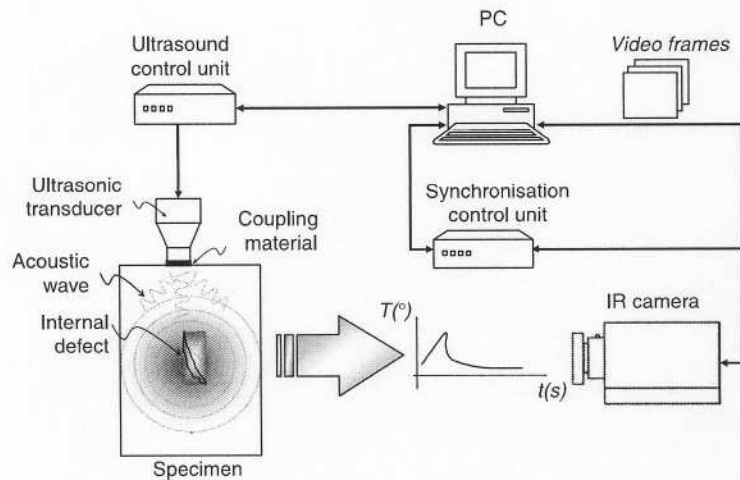 PC
Ultrasound
control unit
Video frames
Ultrasonic
transducer
Synchronisation
control unit
Coupling
material
Acoustic
wave
IR camera
T(°)
Internal
defect
t(s)
Specimen